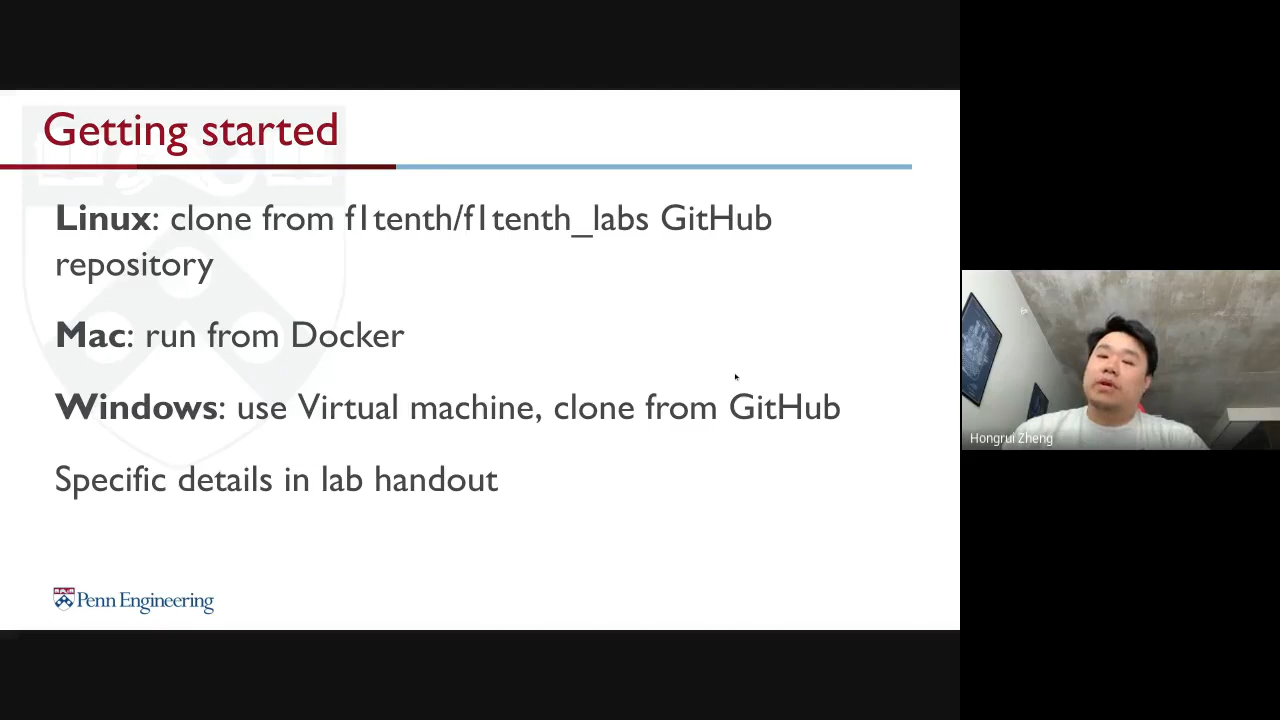 Getting started
Linux: clone from f1tenth/f1tenth_labs GitHub
repository
Mac: run from Docker
Windows: use Virtual machine, clone from GitHub
Specific details in lab handout
Penn Engineering
Hongrui Zheng